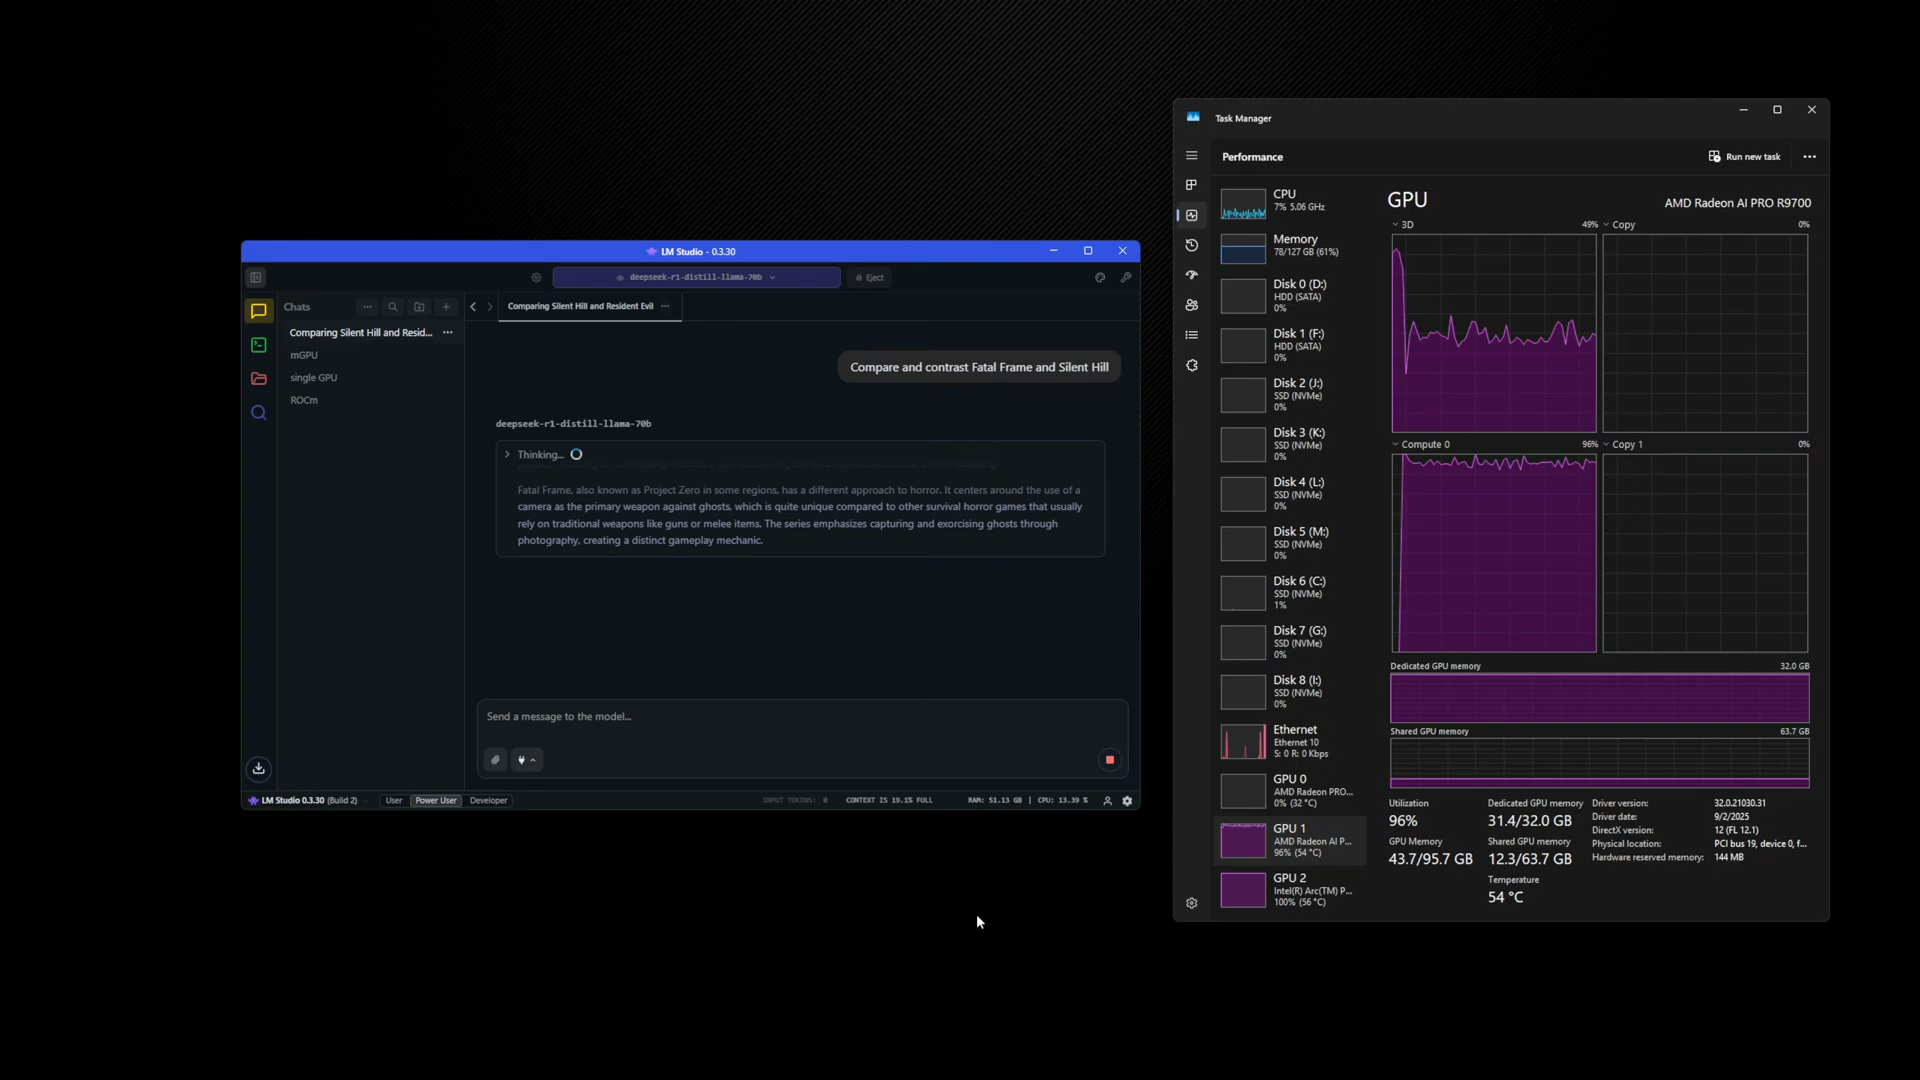 LM Studio - 0.3.30
deepseek-r1-distill-llama-70b
Eject
Chats
Comparing Silent Hill and Resid...
mGPU
single GPU
ROCm
Comparing Silent Hill and Resident Evil
Compare and contrast Fatal Frame and Silent Hill
deepseek-r1-distill-llama-70b
Thinking...
Fatal Frame, also known as Project Zero in some regions, has a different approach to horror. It centers around the use of a
camera as the primary weapon against ghosts, which is quite unique compared to other survival horror games that usually
rely on traditional weapons like guns or melee items. The series emphasizes capturing and exorcising ghosts through
photography, creating a distinct gameplay mechanic.
Send a message to the model...
LM Studio 0.3.30 (Build 2)
User
Power User
Developer
INPUT TOKENS: 0
CONTEXT IS 19.1% FULL
RAM: 51.13 GB | CPU: 13.39 %
Task Manager
Performance
Run new task
CPU
7% 5.06 GHz
Memory
78/127 GB (61%)
Disk 0 (D:)
HDD (SATA)
0%
Disk 1 (F:)
HDD (SATA)
0%
Disk 2 (J:)
SSD (NVMe)
0%
Disk 3 (K:)
SSD (NVMe)
0%
Disk 4 (L:)
SSD (NVMe)
0%
Disk 5 (M:)
SSD (NVMe)
0%
Disk 6 (C:)
SSD (NVMe)
1%
Disk 7 (G:)
SSD (NVMe)
0%
Disk 8 (I:)
SSD (NVMe)
0%
Ethernet
Ethernet 10
S: 0 R: 0 Kbps
GPU 0
AMD Radeon PRO...
0% (32 °C)
GPU 1
AMD Radeon AI P...
96% (54 °C)
GPU 2
Intel(R) Arc(TM) P...
100% (56 °C)
GPU
AMD Radeon AI PRO R9700
3D 49%
Copy 0%
Compute 0 96%
Copy 1 0%
Dedicated GPU memory 32.0 GB
Shared GPU memory 63.7 GB
Utilization
96%
Dedicated GPU memory
31.4/32.0 GB
GPU Memory
43.7/95.7 GB
Shared GPU memory
12.3/63.7 GB
Temperature
54 °C
Driver version: 32.0.21030.31
Driver date: 9/2/2025
DirectX version: 12 (FL 12.1)
Physical location: PCI bus 19, device 0, f...
Hardware reserved memory: 144 MB